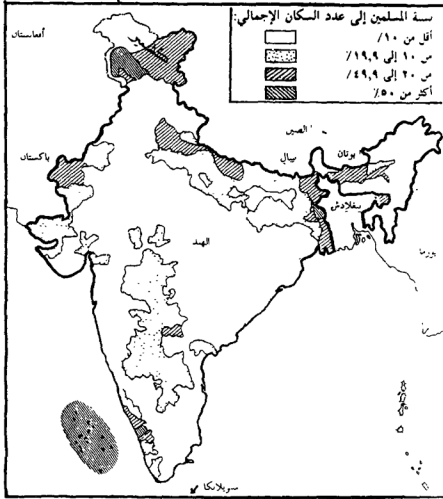 نسبة المسلمين إلى عدد السكان الإجمالي:
أقل من ١٠٪
من ١٠ إلى ١٩,٩٪
من ٢٠ إلى ٤٩,٩٪
أكثر من ٥٠٪
أفغانستان
الصين
نيبال
بوتان
باكستان
بنغلادش
الهند
بورما
سريلانكا